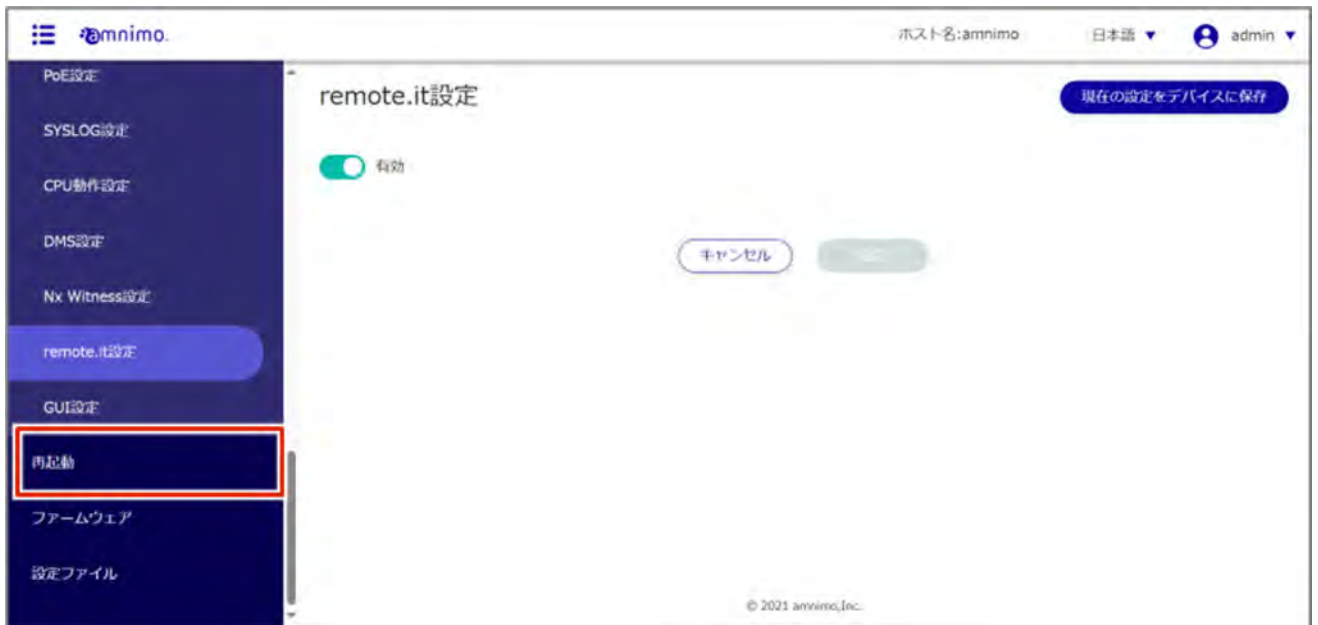 amnimo.
ホスト名:amnimo
日本語 ▼
admin ▼
PoE設定
SYSLOG設定
CPU動作設定
DMS設定
Nx Witness設定
remote.it設定
GUI設定
再起動
ファームウェア
設定ファイル
remote.it設定
現在の設定をデバイスに保存
有効
キャンセル
© 2021 amnimo,Inc.